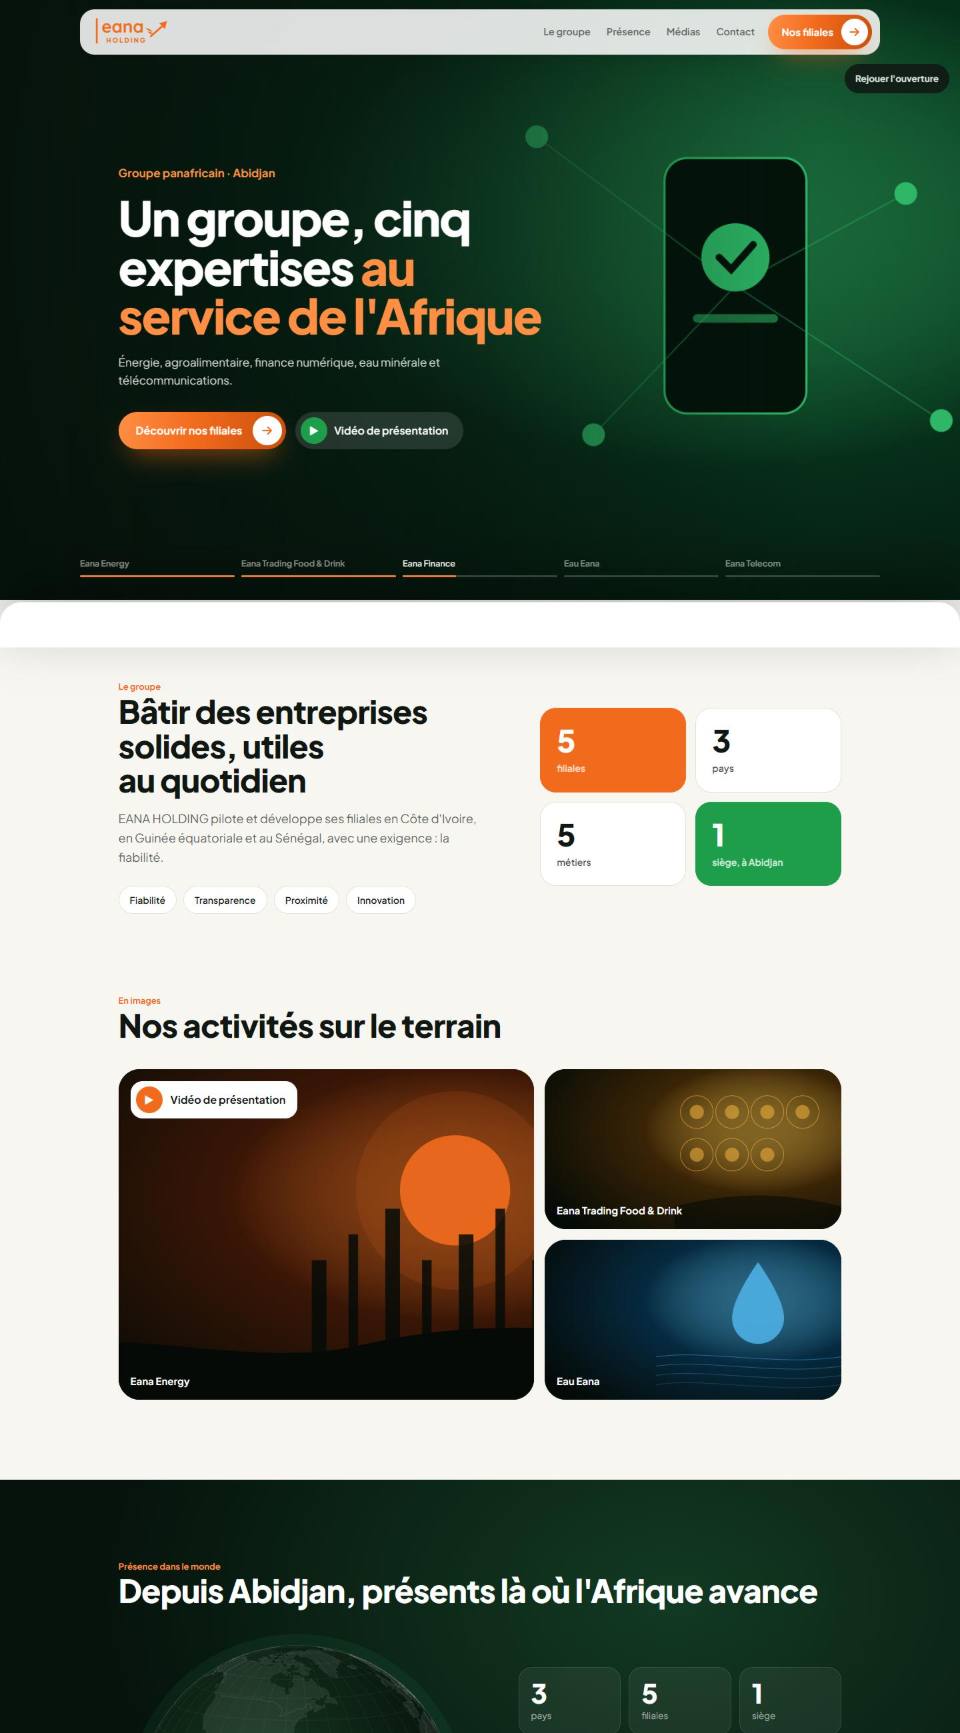 eana
HOLDING
Le groupe
Présence
Médias
Contact
Nos filiales
Rejouer l'ouverture
Groupe panafricain · Abidjan
Un groupe, cinq
expertises au
service de l'Afrique
Énergie, agroalimentaire, finance numérique, eau minérale et
télécommunications.
Découvrir nos filiales
Vidéo de présentation
Eana Energy
Eana Trading Food & Drink
Eana Finance
Eau Eana
Eana Telecom
Le groupe
Bâtir des entreprises
solides, utiles
au quotidien
EANA HOLDING pilote et développe ses filiales en Côte d'Ivoire,
en Guinée équatoriale et au Sénégal, avec une exigence : la
fiabilité.
Fiabilité
Transparence
Proximité
Innovation
5
filiales
3
pays
5
métiers
1
siège, à Abidjan
En images
Nos activités sur le terrain
Vidéo de présentation
Eana Energy
Eana Trading Food & Drink
Eau Eana
Présence dans le monde
Depuis Abidjan, présents là où l'Afrique avance
3
pays
5
filiales
1
siège